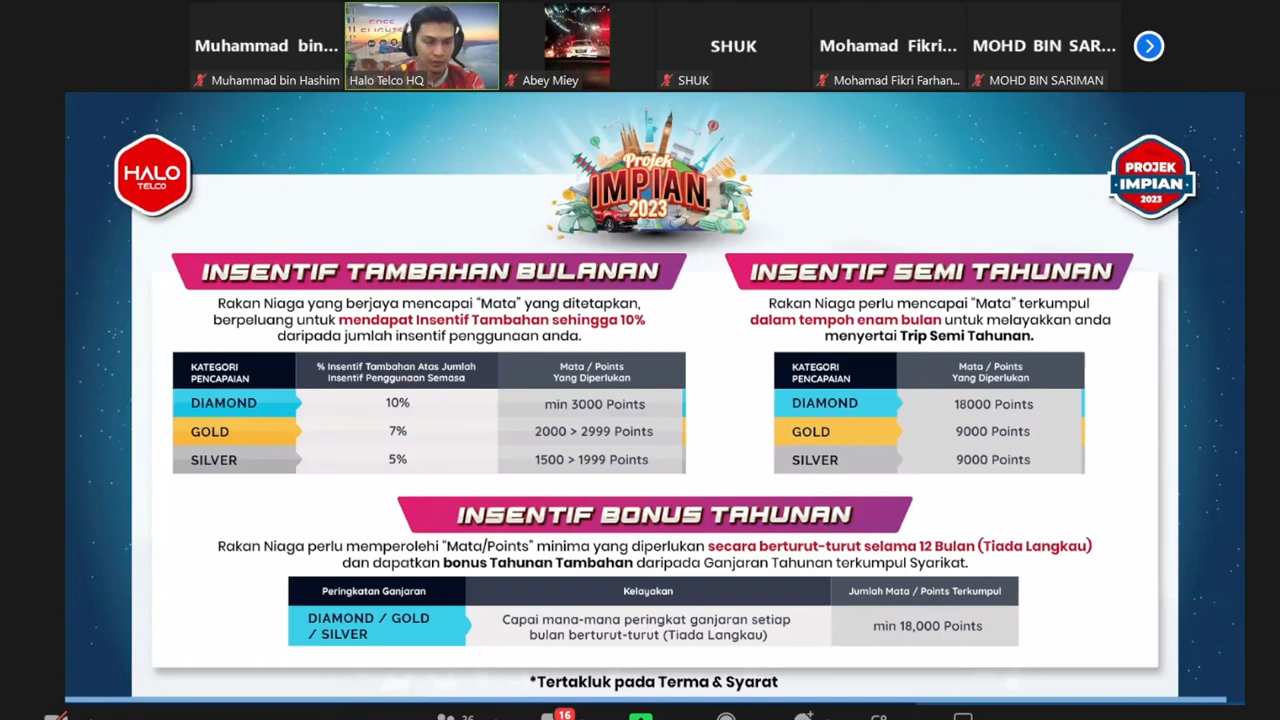 Muhammad bin...
SHUK
Mohamad Fikri...
MOHD BIN SAR...
Muhammad bin Hashim
Halo Telco HQ
Abey Miey
SHUK
Mohamad Fikri Farhan...
MOHD BIN SARIMAN
HALO
TELCO
Projek
IMPIAN
2023
PROJEK
IMPIAN
2023
INSENTIF TAMBAHAN BULANAN
Rakan Niaga yang berjaya mencapai "Mata" yang ditetapkan,
berpeluang untuk mendapat Insentif Tambahan sehingga 10%
daripada jumlah insentif penggunaan anda.
KATEGORI PENCAPAIAN
% Insentif Tambahan Atas Jumlah Insentif Penggunaan Semasa
Mata / Points Yang Diperlukan
DIAMOND 10% min 3000 Points
GOLD 7% 2000 > 2999 Points
SILVER 5% 1500 > 1999 Points
INSENTIF SEMI TAHUNAN
Rakan Niaga perlu mencapai "Mata" terkumpul
dalam tempoh enam bulan untuk melayakkan anda
menyertai Trip Semi Tahunan.
KATEGORI PENCAPAIAN
Mata / Points Yang Diperlukan
DIAMOND 18000 Points
GOLD 9000 Points
SILVER 9000 Points
INSENTIF BONUS TAHUNAN
Rakan Niaga perlu memperolehi "Mata/Points" minima yang diperlukan secara berturut-turut selama 12 Bulan (Tiada Langkau)
dan dapatkan bonus Tahunan Tambahan daripada Ganjaran Tahunan terkumpul Syarikat.
Peringkatan Ganjaran Kelayakan Jumlah Mata / Points Terkumpul
DIAMOND / GOLD
/ SILVER
Capai mana-mana peringkat ganjaran setiap
bulan berturut-turut (Tiada Langkau)
min 18,000 Points
*Tertakluk pada Terma & Syarat
16